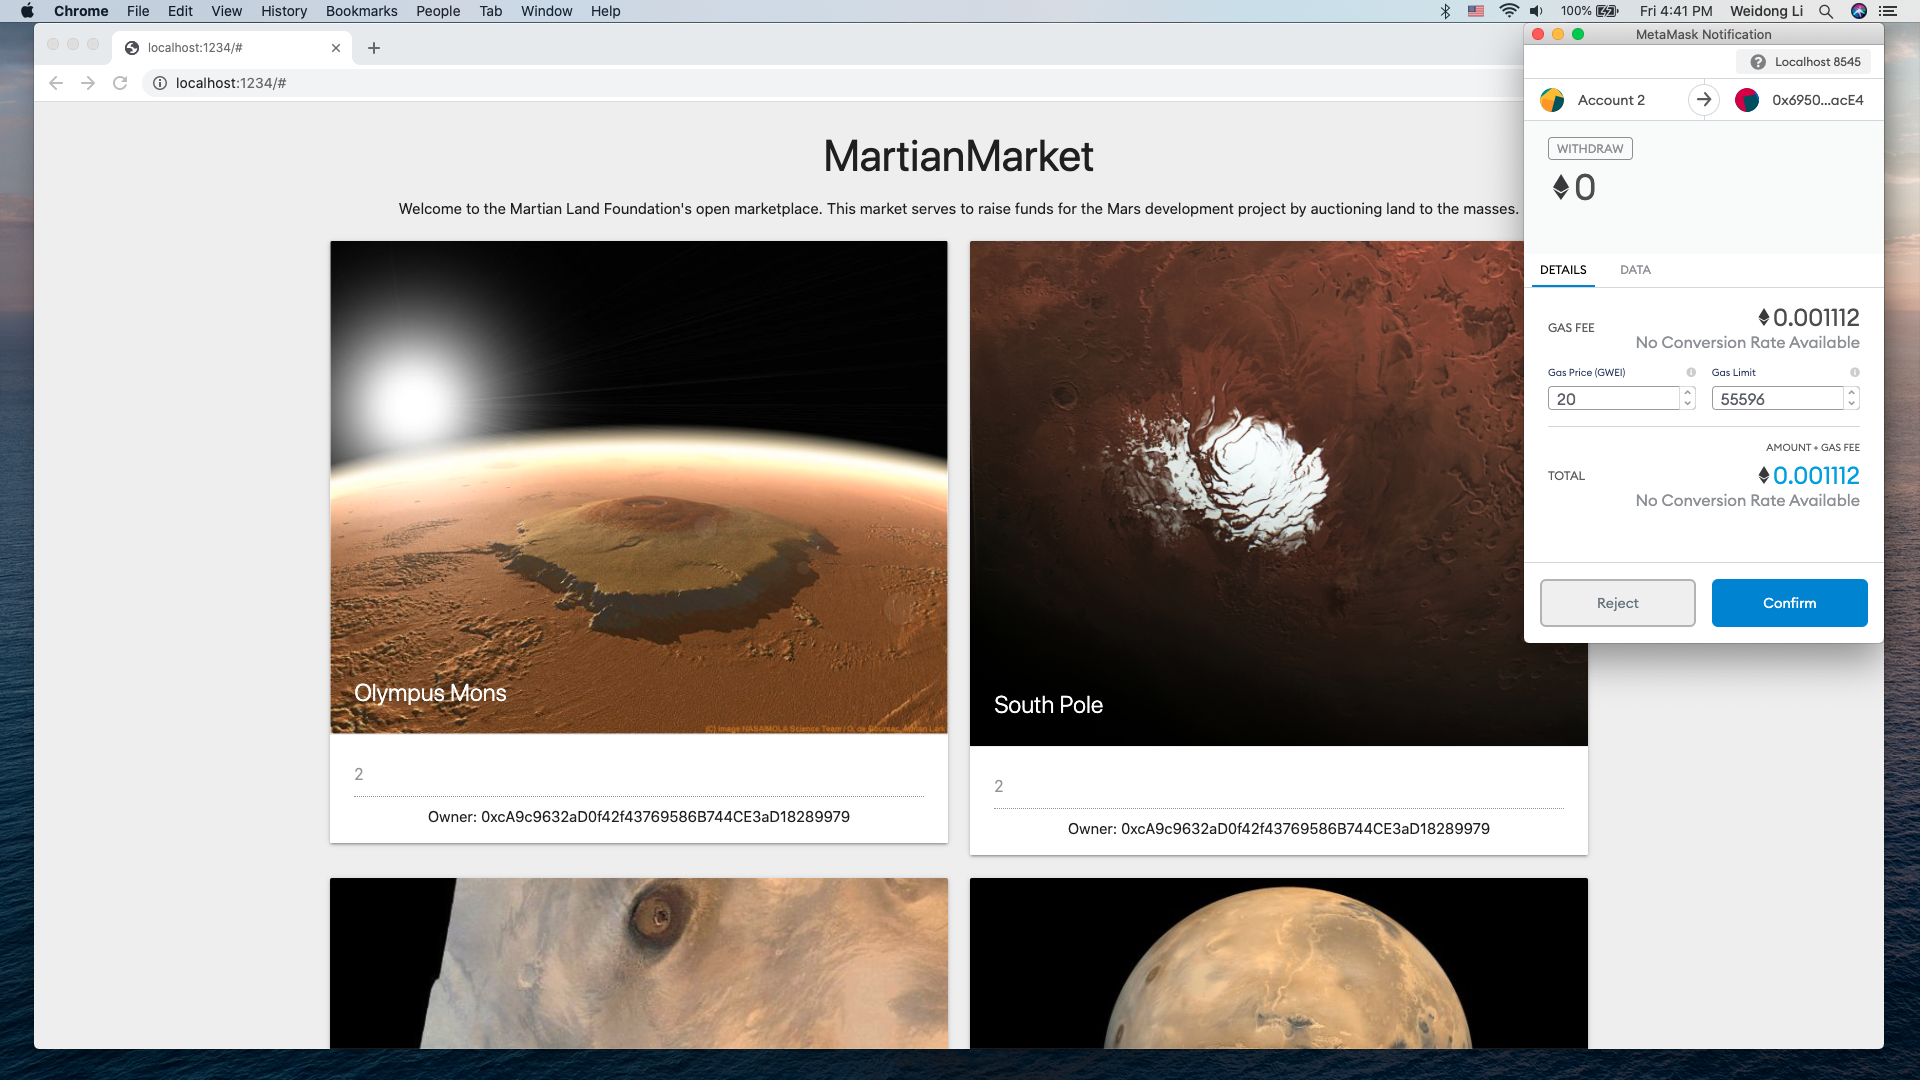 Chrome File Edit View History Bookmarks People Tab Window Help
100% Fri 4:41 PM Weidong Li
localhost:1234/#
localhost:1234/#
MartianMarket
Welcome to the Martian Land Foundation's open marketplace. This market serves to raise funds for the Mars development project by auctioning land to the masses.
Olympus Mons
2
Owner: 0xcA9c9632aD0f42f43769586B744CE3aD18289979
South Pole
2
Owner: 0xcA9c9632aD0f42f43769586B744CE3aD18289979
MetaMask Notification
Localhost 8545
Account 2 0x6950...acE4
WITHDRAW
0
DETAILS DATA
GAS FEE 0.001112
No Conversion Rate Available
Gas Price (GWEI) Gas Limit
20 55596
AMOUNT + GAS FEE
TOTAL 0.001112
No Conversion Rate Available
Reject Confirm